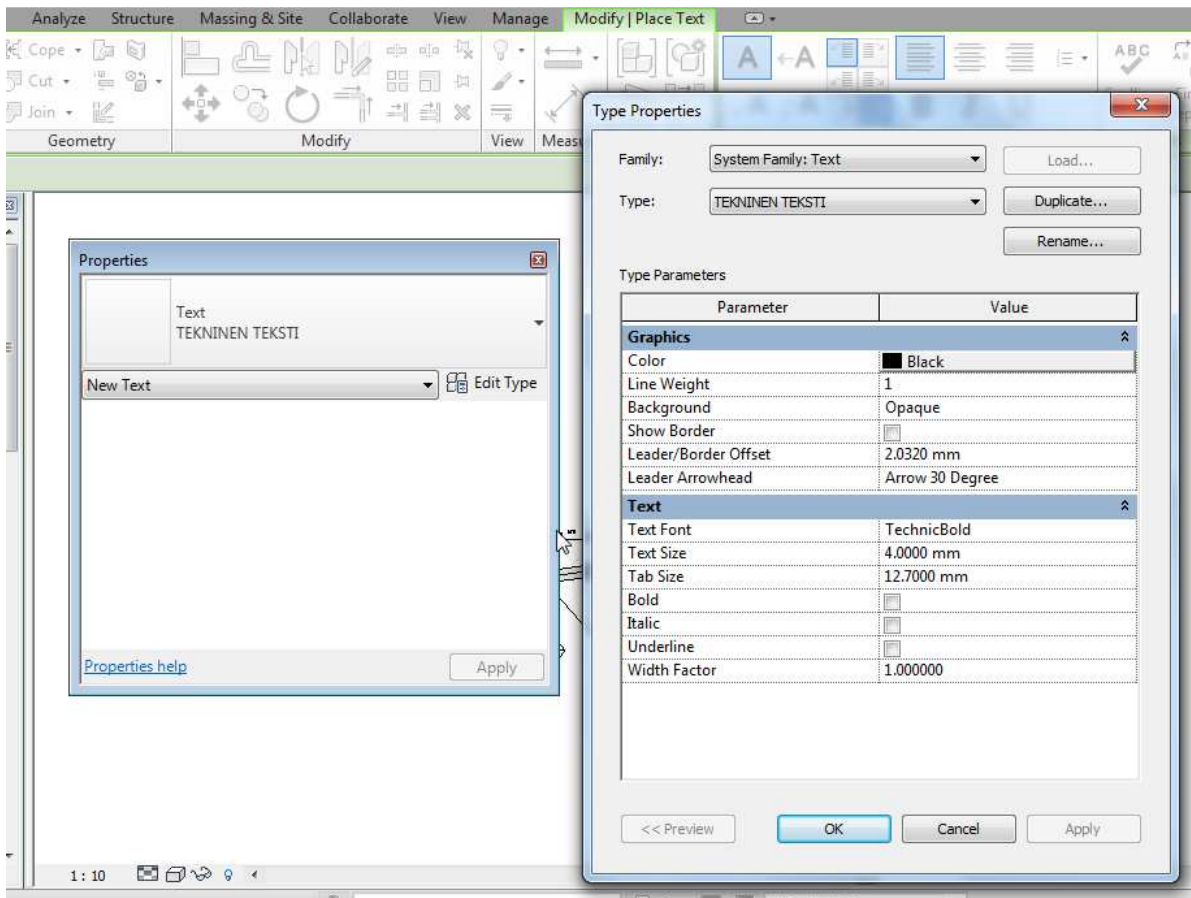 Analyze Structure Massing & Site Collaborate View Manage Modify | Place Text
Cope
Cut
Join
A A
ABC
Geometry Modify View Measu
Type Properties
Family: System Family: Text Load...
Type: TEKNINEN TEKSTI Duplicate...
Rename...
Type Parameters
Parameter Value
Graphics
Color Black
Line Weight 1
Background Opaque
Show Border
Leader/Border Offset 2.0320 mm
Leader Arrowhead Arrow 30 Degree
Text
Text Font TechnicBold
Text Size 4.0000 mm
Tab Size 12.7000 mm
Bold
Italic
Underline
Width Factor 1.000000
<< Preview OK Cancel Apply
Properties
Text
TEKNINEN TEKSTI
New Text Edit Type
Properties help Apply
1 : 10